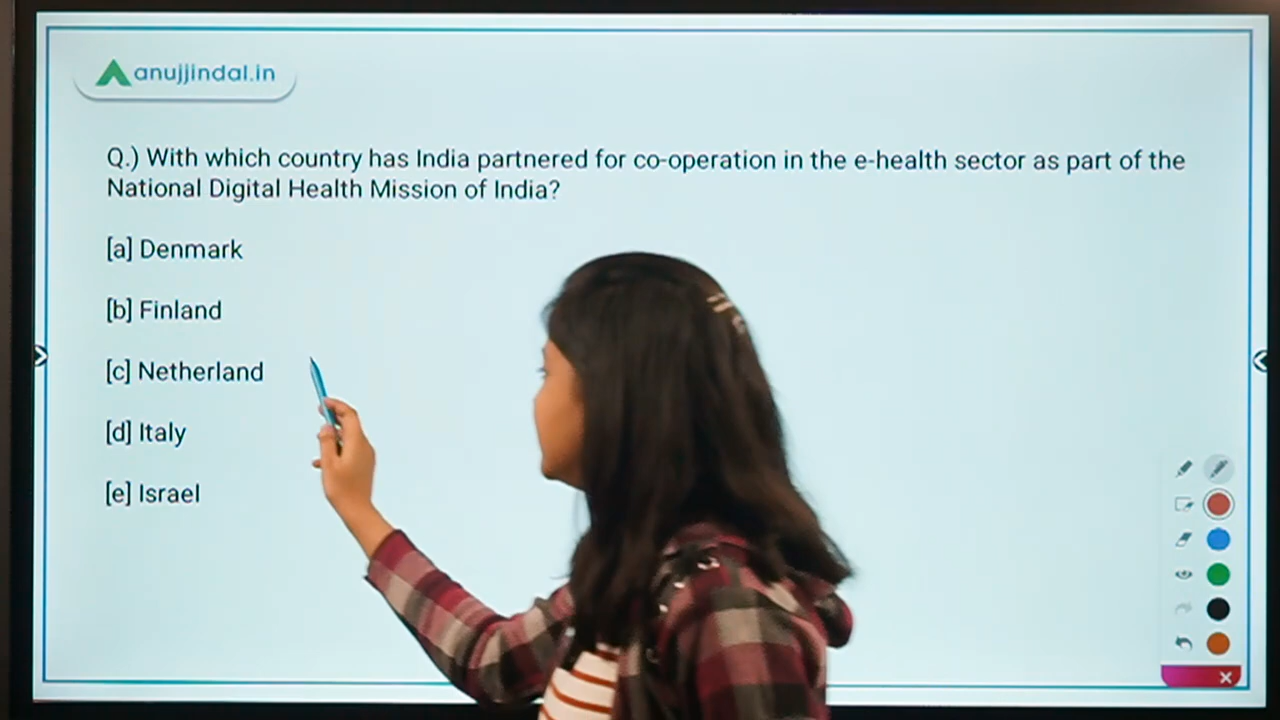 anujjindal.in
Q.) With which country has India partnered for co-operation in the e-health sector as part of the
National Digital Health Mission of India?
[a] Denmark
[b] Finland
[c] Netherland
[d] Italy
[e] Israel